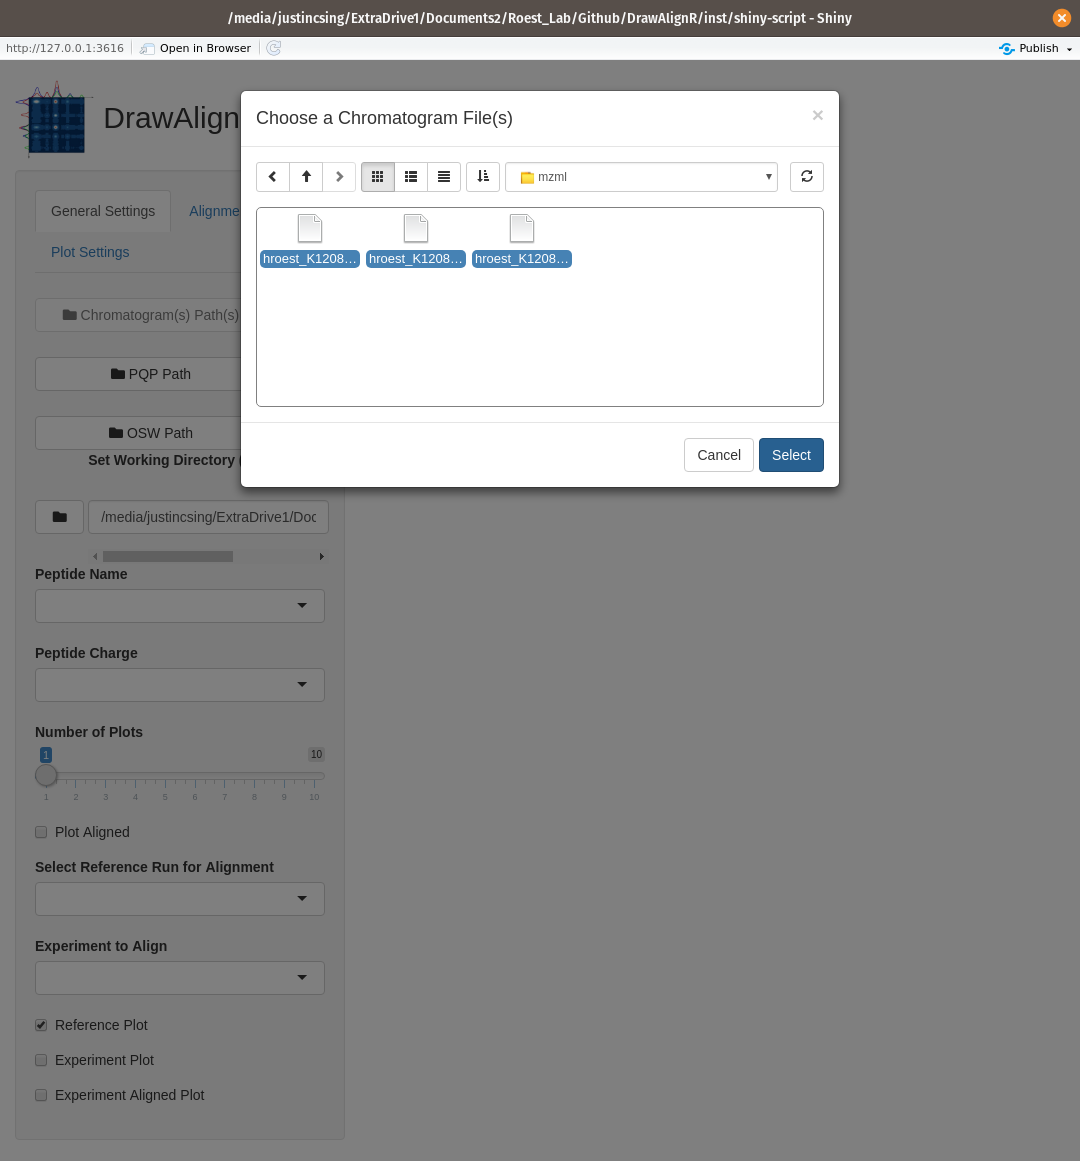 /media/justincsing/ExtraDrive1/Documents2/Roest_Lab/Github/DrawAlignR/inst/shiny-script - Shiny
http://127.0.0.1:3616 Open in Browser Publish
DrawAlign
Choose a Chromatogram File(s) ×
mzml
hroest_K1208… hroest_K1208… hroest_K1208…
Cancel Select
General Settings Alignme
Plot Settings
Chromatogram(s) Path(s)
PQP Path
OSW Path
Set Working Directory (
/media/justincsing/ExtraDrive1/Doc
Peptide Name
Peptide Charge
Number of Plots
1 10
1 2 3 4 5 6 7 8 9 10
Plot Aligned
Select Reference Run for Alignment
Experiment to Align
Reference Plot
Experiment Plot
Experiment Aligned Plot